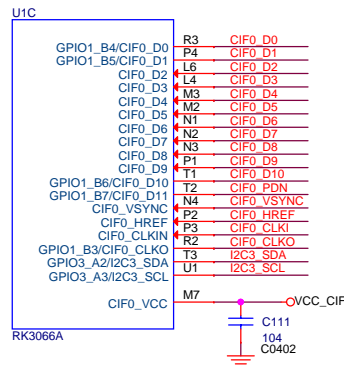 U1C
GPIO1_B4/CIF0_D0 R3 CIF0_D0
GPIO1_B5/CIF0_D1 P4 CIF0_D1
CIF0_D2 L6 CIF0_D2
CIF0_D3 L4 CIF0_D3
CIF0_D4 M3 CIF0_D4
CIF0_D5 M2 CIF0_D5
CIF0_D6 N1 CIF0_D6
CIF0_D7 N2 CIF0_D7
CIF0_D8 N3 CIF0_D8
CIF0_D9 P1 CIF0_D9
GPIO1_B6/CIF0_D10 T1 CIF0_D10
GPIO1_B7/CIF0_D11 T2 CIF0_PDN
CIF0_VSYNC N4 CIF0_VSYNC
CIF0_HREF P2 CIF0_HREF
CIF0_CLKIN P3 CIF0_CLKI
GPIO1_B3/CIF0_CLKO R2 CIF0_CLKO
GPIO3_A2/I2C3_SDA T3 I2C3_SDA
GPIO3_A3/I2C3_SCL U1 I2C3_SCL
CIF0_VCC M7 VCC_CIF
C111
104
C0402
RK3066A